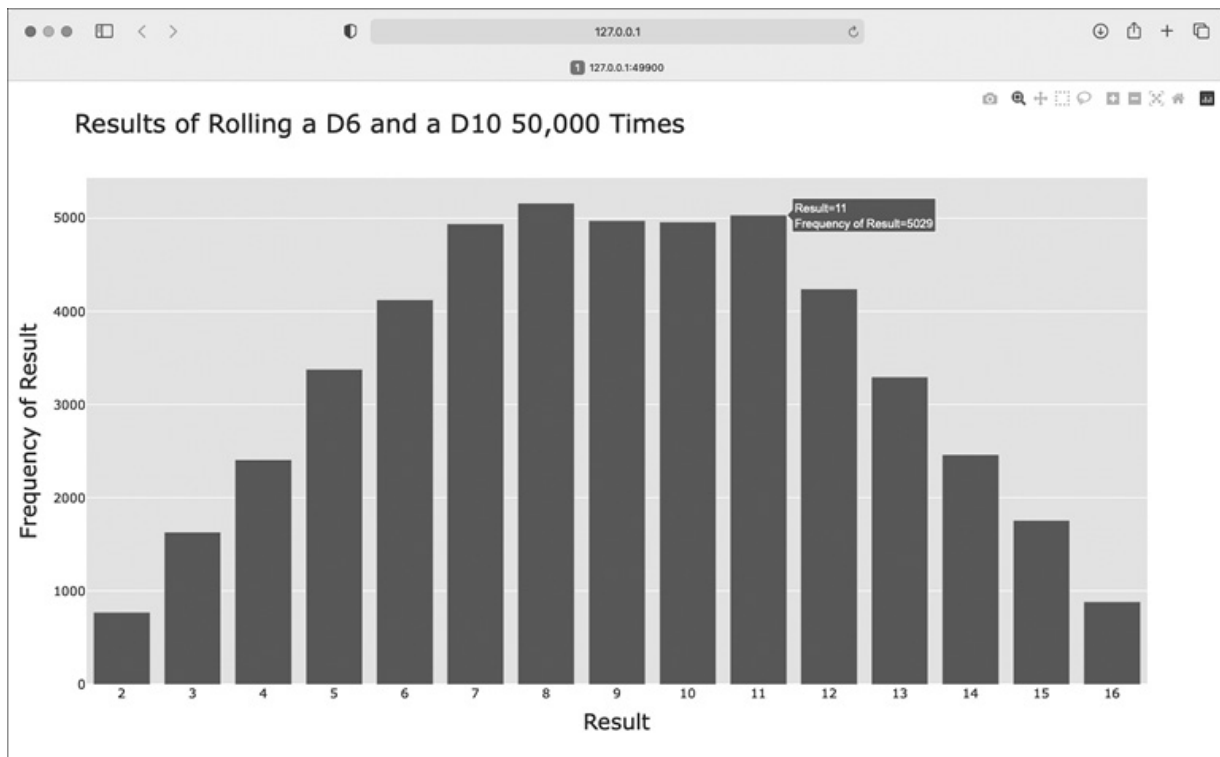 127.0.0.1
1 127.0.0.1:49900
Results of Rolling a D6 and a D10 50,000 Times
Frequency of Result
5000
4000
3000
2000
1000
0
Result=11
Frequency of Result=5029
2 3 4 5 6 7 8 9 10 11 12 13 14 15 16
Result